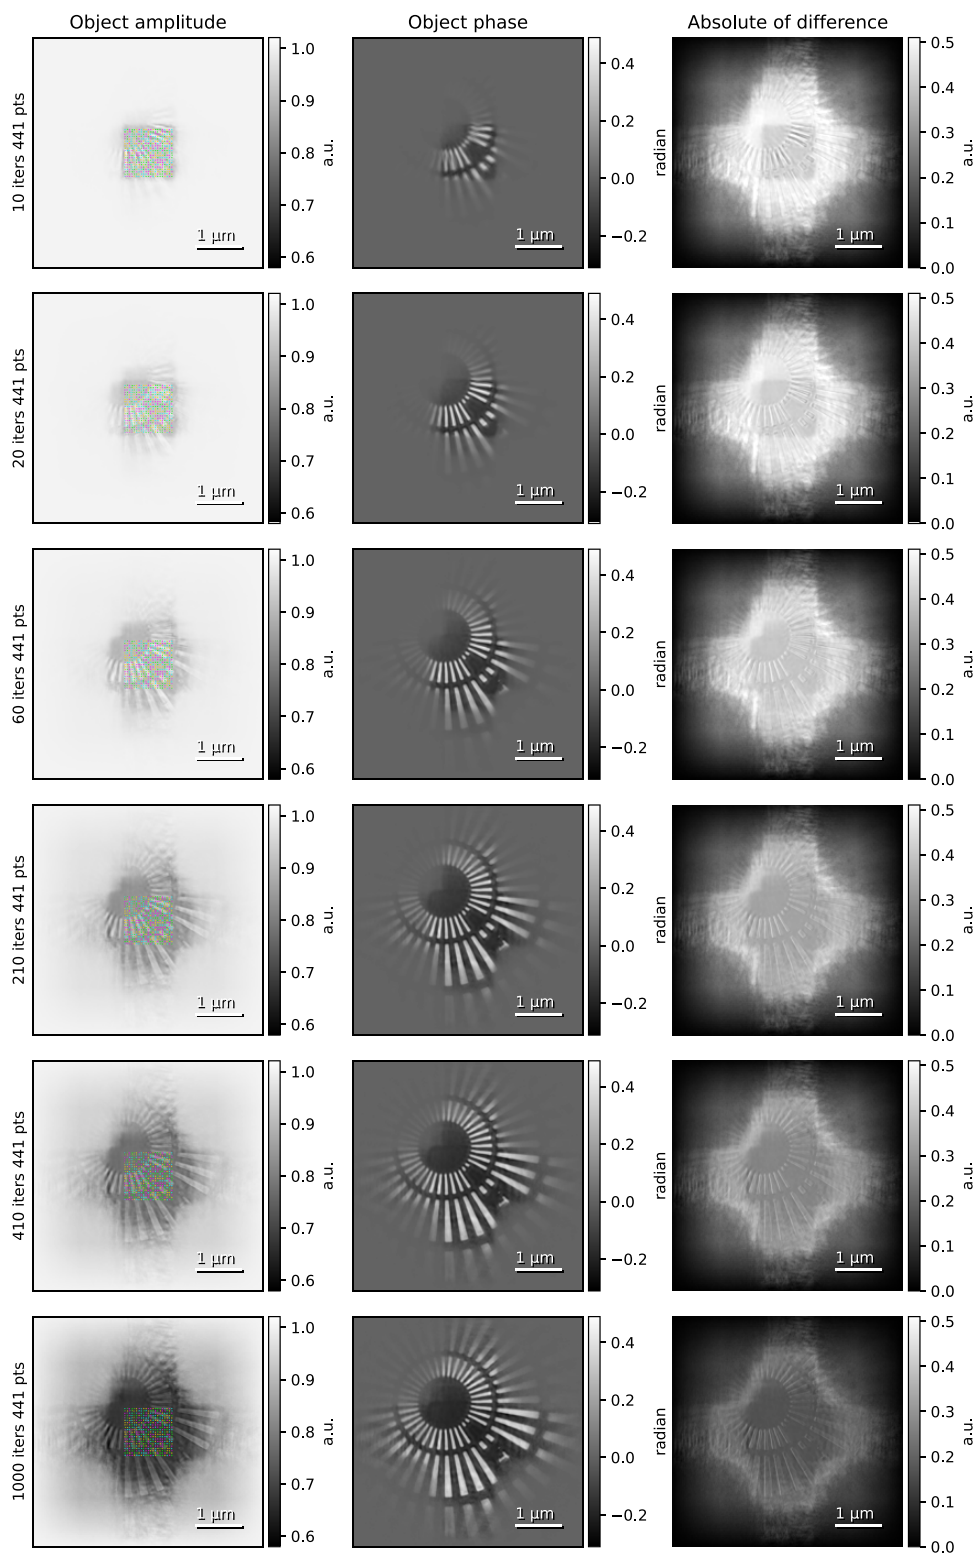 Object amplitude
Object phase
Absolute of difference
10 iters 441 pts
1 μm
1.0
0.9
0.8
0.7
0.6
a.u.
1 μm
0.4
0.2
0.0
−0.2
radian
1 μm
0.5
0.4
0.3
0.2
0.1
0.0
a.u.
20 iters 441 pts
1 μm
1.0
0.9
0.8
0.7
0.6
a.u.
1 μm
0.4
0.2
0.0
−0.2
radian
1 μm
0.5
0.4
0.3
0.2
0.1
0.0
a.u.
60 iters 441 pts
1 μm
1.0
0.9
0.8
0.7
0.6
a.u.
1 μm
0.4
0.2
0.0
−0.2
radian
1 μm
0.5
0.4
0.3
0.2
0.1
0.0
a.u.
210 iters 441 pts
1 μm
1.0
0.9
0.8
0.7
0.6
a.u.
1 μm
0.4
0.2
0.0
−0.2
radian
1 μm
0.5
0.4
0.3
0.2
0.1
0.0
a.u.
410 iters 441 pts
1 μm
1.0
0.9
0.8
0.7
0.6
a.u.
1 μm
0.4
0.2
0.0
−0.2
radian
1 μm
0.5
0.4
0.3
0.2
0.1
0.0
a.u.
1000 iters 441 pts
1 μm
1.0
0.9
0.8
0.7
0.6
a.u.
1 μm
0.4
0.2
0.0
−0.2
radian
1 μm
0.5
0.4
0.3
0.2
0.1
0.0
a.u.